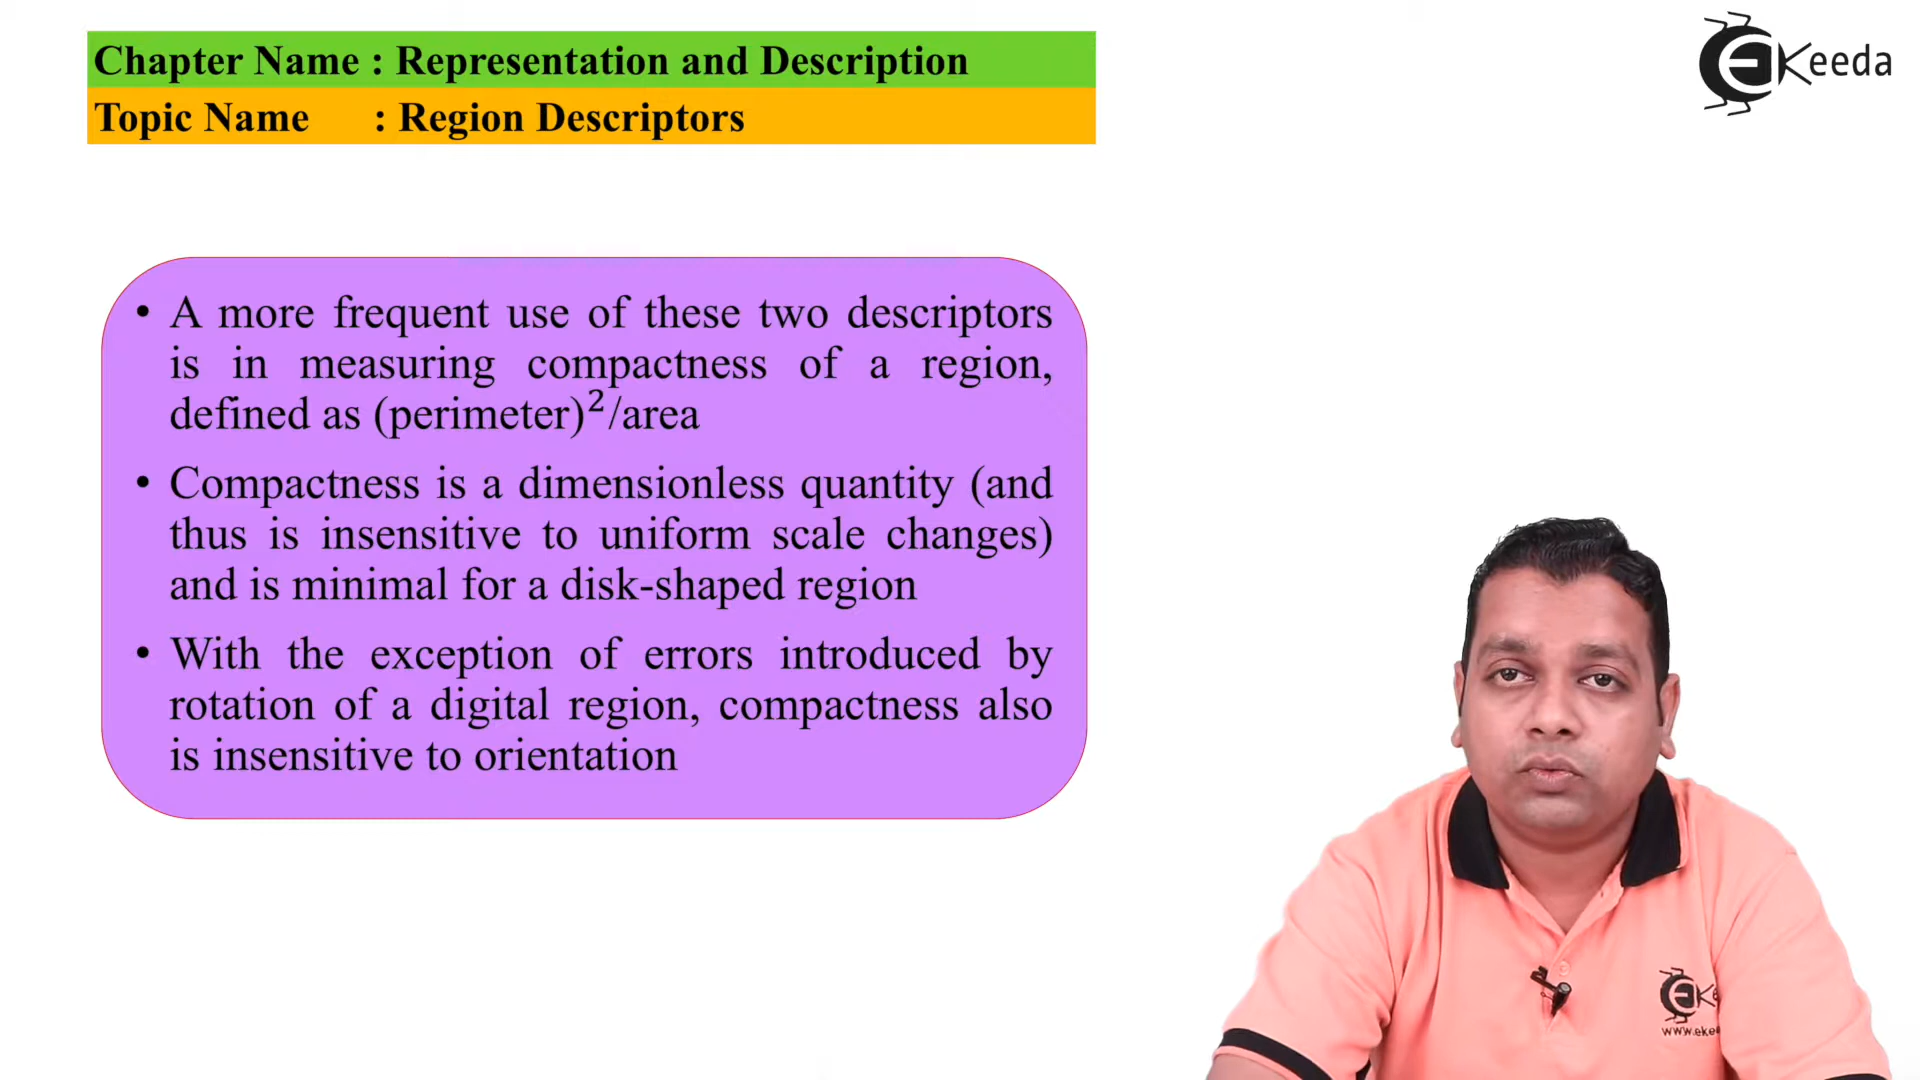 Chapter Name : Representation and Description
Topic Name : Region Descriptors
EKeeda
• A more frequent use of these two descriptors
is in measuring compactness of a region,
defined as (perimeter)²/area
• Compactness is a dimensionless quantity (and
thus is insensitive to uniform scale changes)
and is minimal for a disk-shaped region
• With the exception of errors introduced by
rotation of a digital region, compactness also
is insensitive to orientation